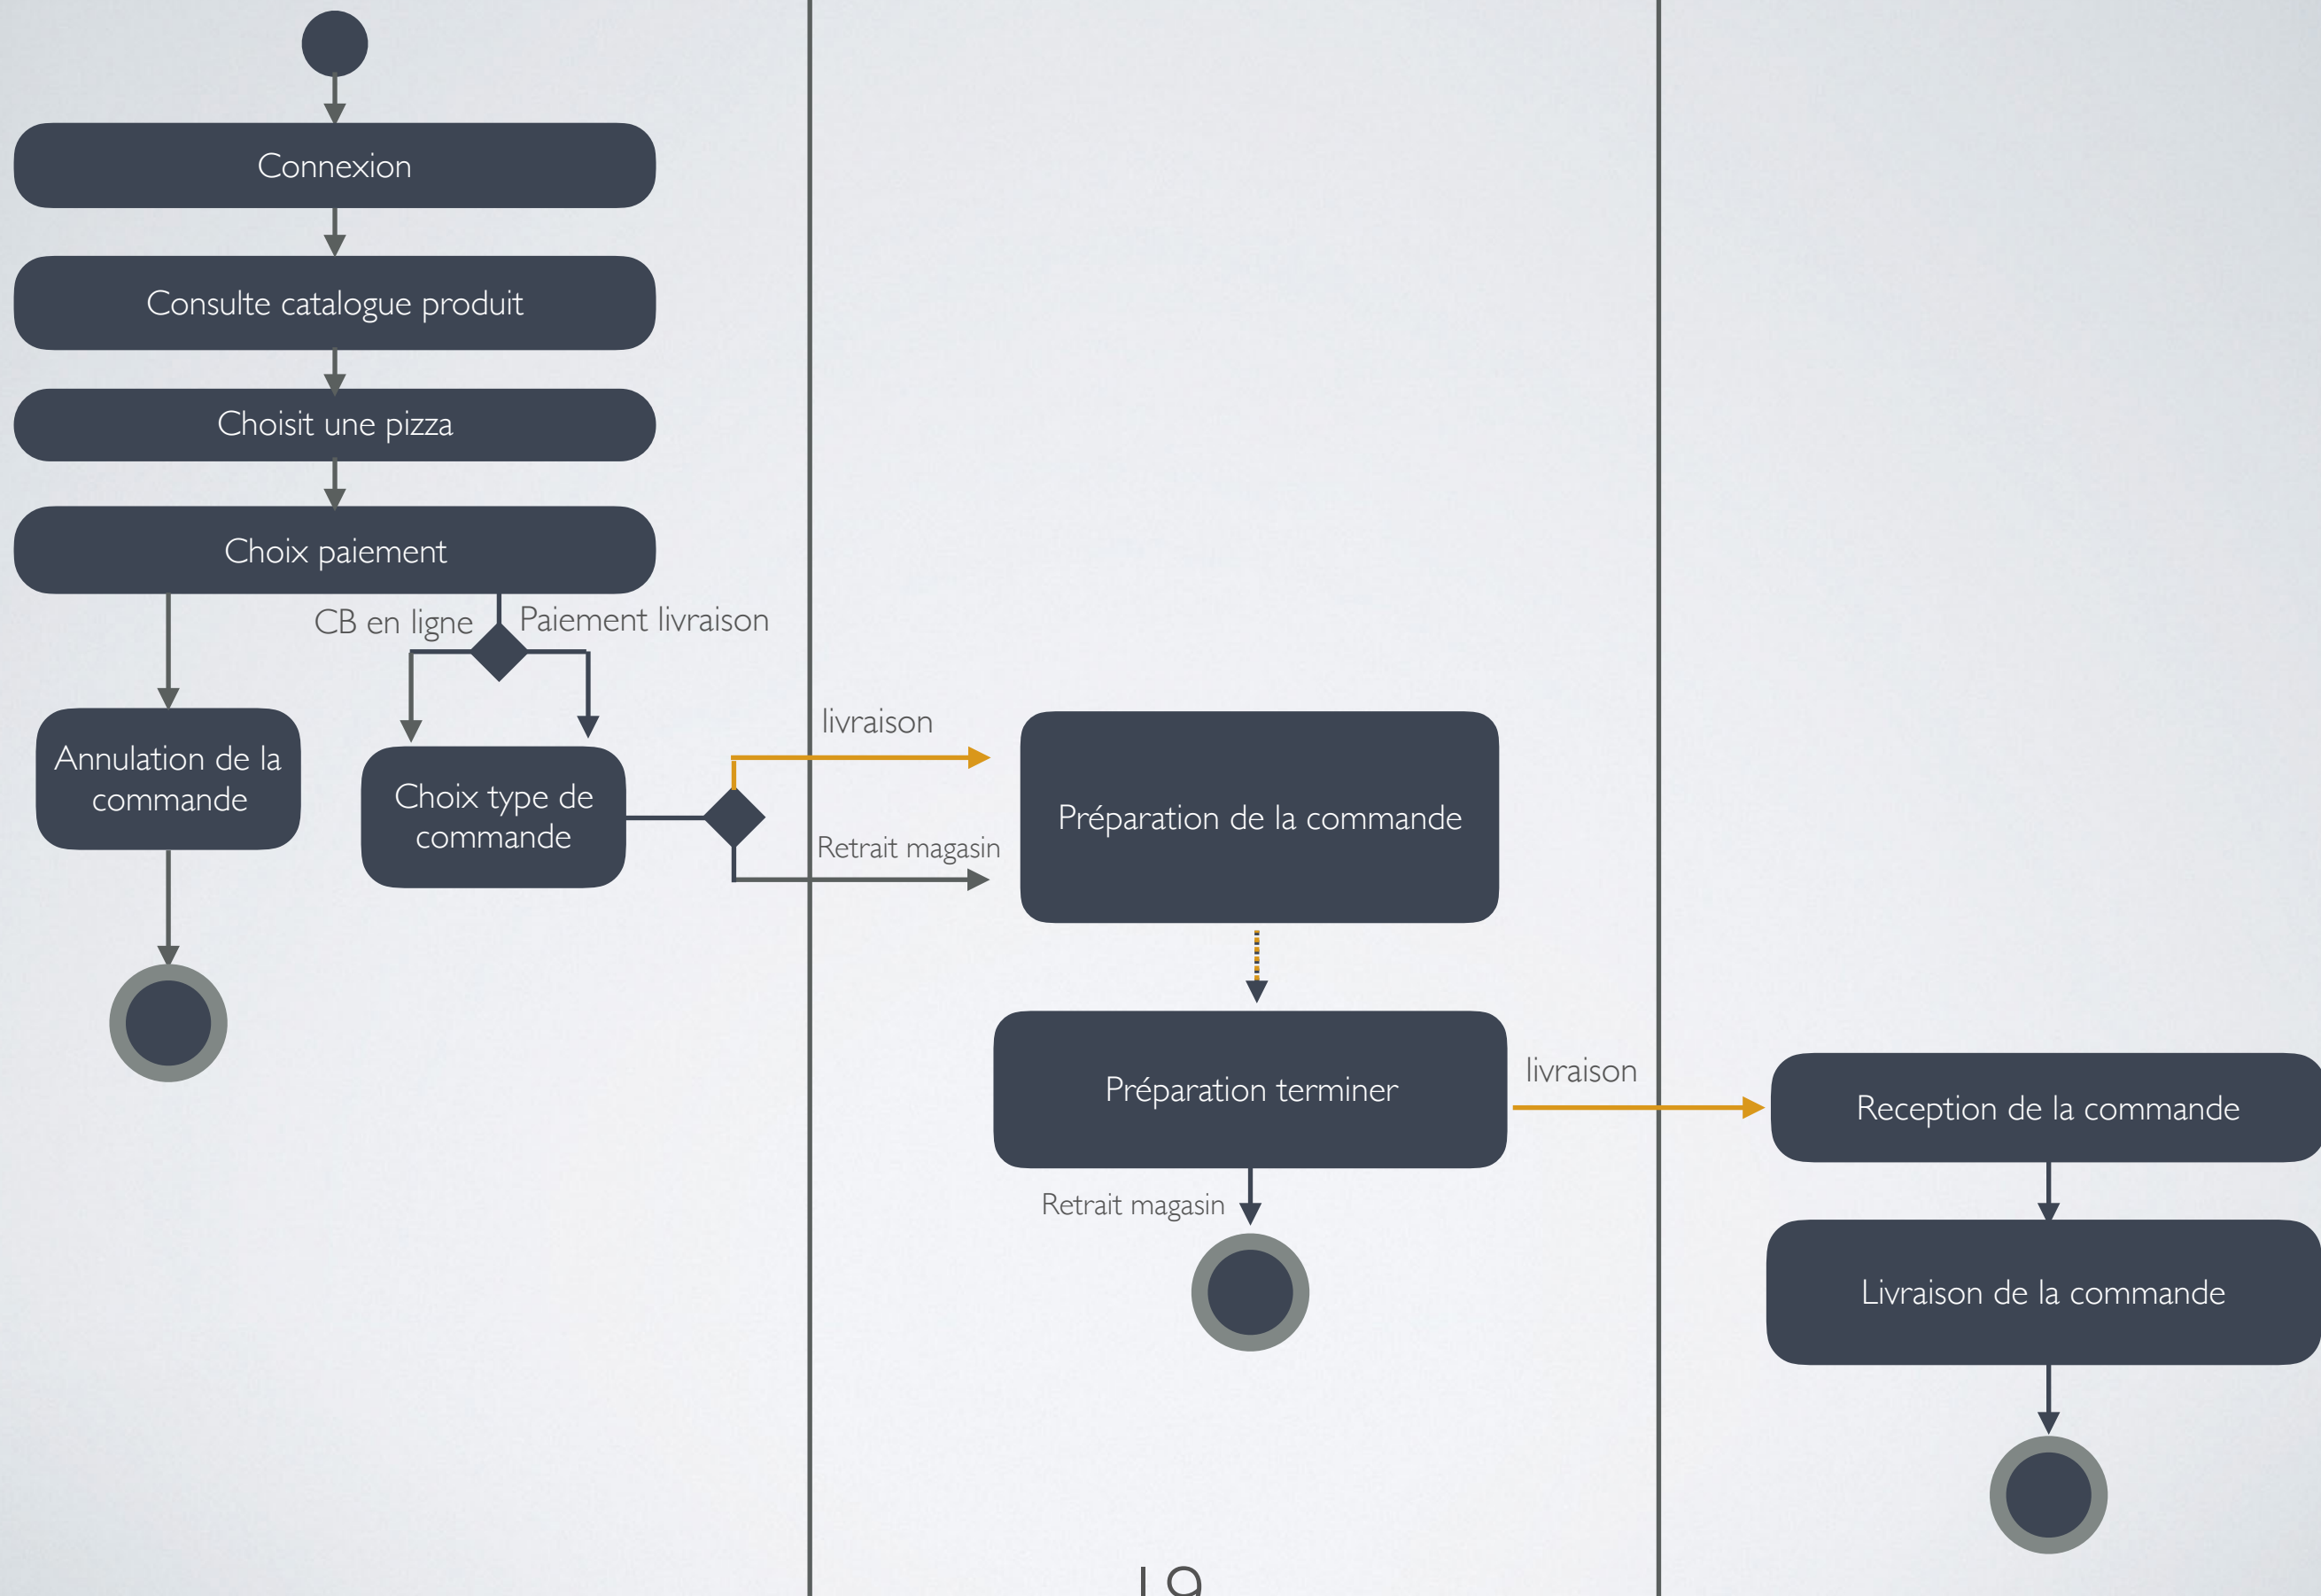 Connexion
Consulte catalogue produit
Choisit une pizza
Choix paiement
CB en ligne
Paiement livraison
Annulation de la
commande
Choix type de
commande
livraison
Retrait magasin
Préparation de la commande
Préparation terminer
livraison
Retrait magasin
Reception de la commande
Livraison de la commande
19